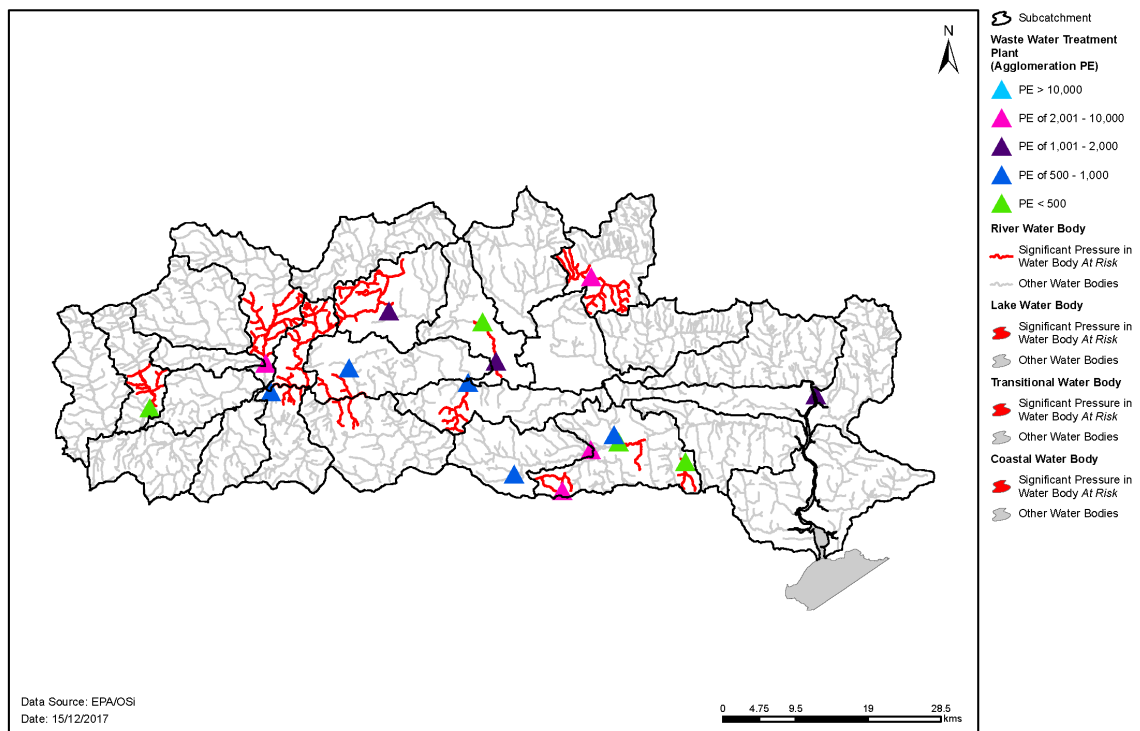 N
Data Source: EPA/OSi
Date: 15/12/2017
0 4.75 9.5 19 28.5
kms
Subcatchment
Waste Water Treatment
Plant
(Agglomeration PE)
PE > 10,000
PE of 2,001 - 10,000
PE of 1,001 - 2,000
PE of 500 - 1,000
PE < 500
River Water Body
Significant Pressure in
Water Body At Risk
Other Water Bodies
Lake Water Body
Significant Pressure in
Water Body At Risk
Other Water Bodies
Transitional Water Body
Significant Pressure in
Water Body At Risk
Other Water Bodies
Coastal Water Body
Significant Pressure in
Water Body At Risk
Other Water Bodies